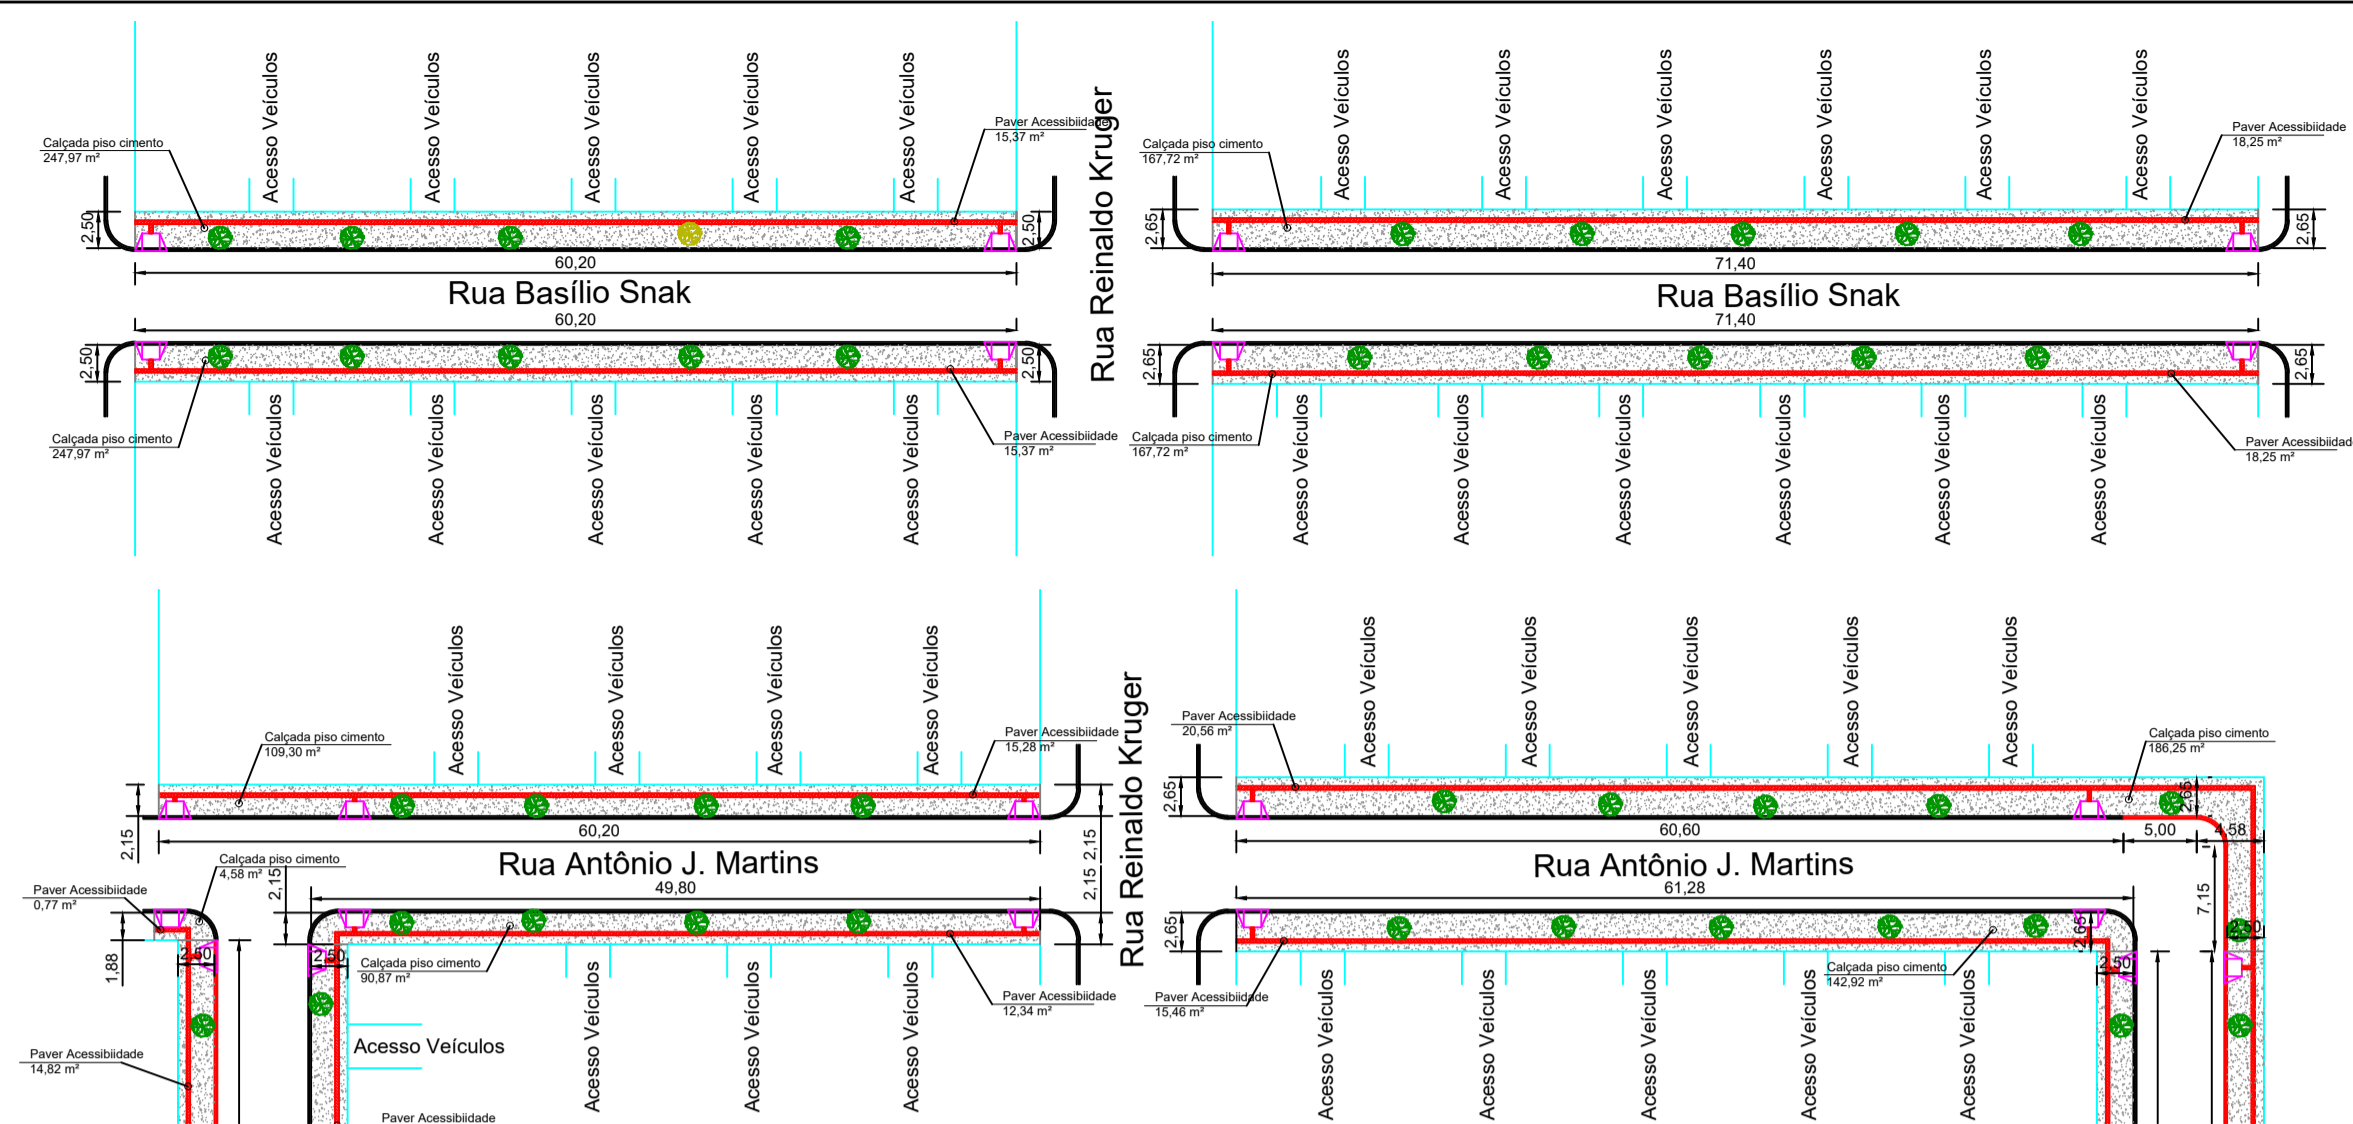 Acesso Veículos
Acesso Veículos
Acesso Veículos
Acesso Veículos
Acesso Veículos
Calçada piso cimento
247,97 m²
Paver Acessibiidade
15,37 m²
2,50
2,50
60,20
Rua Basílio Snak
60,20
2,50
2,50
Calçada piso cimento
247,97 m²
Paver Acessibiidade
15,37 m²
Acesso Veículos
Acesso Veículos
Acesso Veículos
Acesso Veículos
Acesso Veículos
Rua Reinaldo Kruger
Acesso Veículos
Acesso Veículos
Acesso Veículos
Acesso Veículos
Acesso Veículos
Acesso Veículos
Calçada piso cimento
167,72 m²
Paver Acessibiidade
18,25 m²
2,65
2,65
71,40
Rua Basílio Snak
71,40
2,65
2,65
Calçada piso cimento
167,72 m²
Paver Acessibiidade
18,25 m²
Acesso Veículos
Acesso Veículos
Acesso Veículos
Acesso Veículos
Acesso Veículos
Acesso Veículos
Acesso Veículos
Acesso Veículos
Acesso Veículos
Acesso Veículos
Calçada piso cimento
109,30 m²
Paver Acessibiidade
15,28 m²
2,15
60,20
2,15
Rua Antônio J. Martins
49,80
2,15
2,15
Calçada piso cimento
4,58 m²
Paver Acessibiidade
0,77 m²
1,88
2,50
2,50
Calçada piso cimento
90,87 m²
Paver Acessibiidade
12,34 m²
Paver Acessibiidade
14,82 m²
Acesso Veículos
Paver Acessibiidade
Acesso Veículos
Acesso Veículos
Acesso Veículos
Rua Reinaldo Kruger
Acesso Veículos
Acesso Veículos
Acesso Veículos
Acesso Veículos
Acesso Veículos
Paver Acessibiidade
20,56 m²
Calçada piso cimento
186,25 m²
2,65
2,65
60,60
5,00
4,58
Rua Antônio J. Martins
61,28
7,15
2,65
2,65
2,50
2,50
Calçada piso cimento
142,92 m²
Paver Acessibiidade
15,46 m²
Acesso Veículos
Acesso Veículos
Acesso Veículos
Acesso Veículos
Acesso Veículos